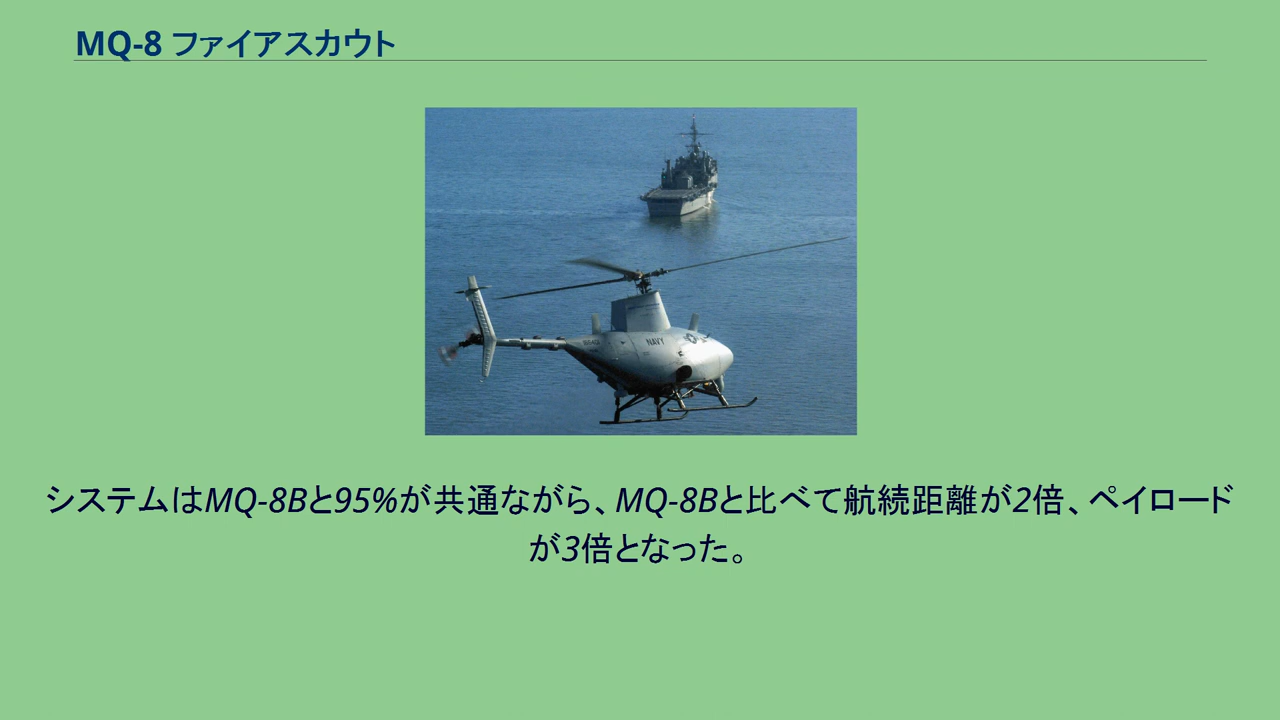 MQ-8 ファイアスカウト
NAVY
システムはMQ-8Bと95%が共通ながら、MQ-8Bと比べて航続距離が2倍、ペイロード
が3倍となった。